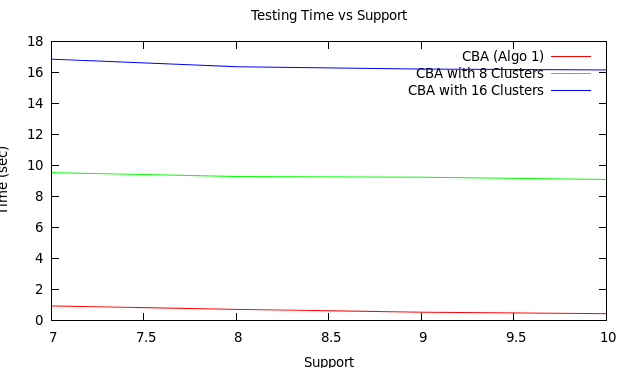 Testing Time vs Support
18
16
14
12
10
8
6
4
2
0
Time (sec)
CBA (Algo 1)
CBA with 8 Clusters
CBA with 16 Clusters
7 7.5 8 8.5 9 9.5 10
Support